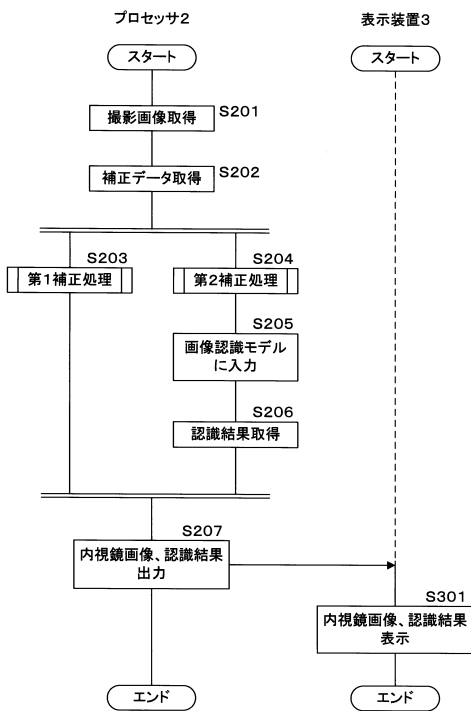 プロセッサ2
表示装置3
スタート
スタート
撮影画像取得
S201
補正データ取得
S202
S203
第1補正処理
S204
第2補正処理
S205
画像認識モデル
に入力
S206
認識結果取得
S207
内視鏡画像、認識結果
出力
S301
内視鏡画像、認識結果
表示
エンド
エンド